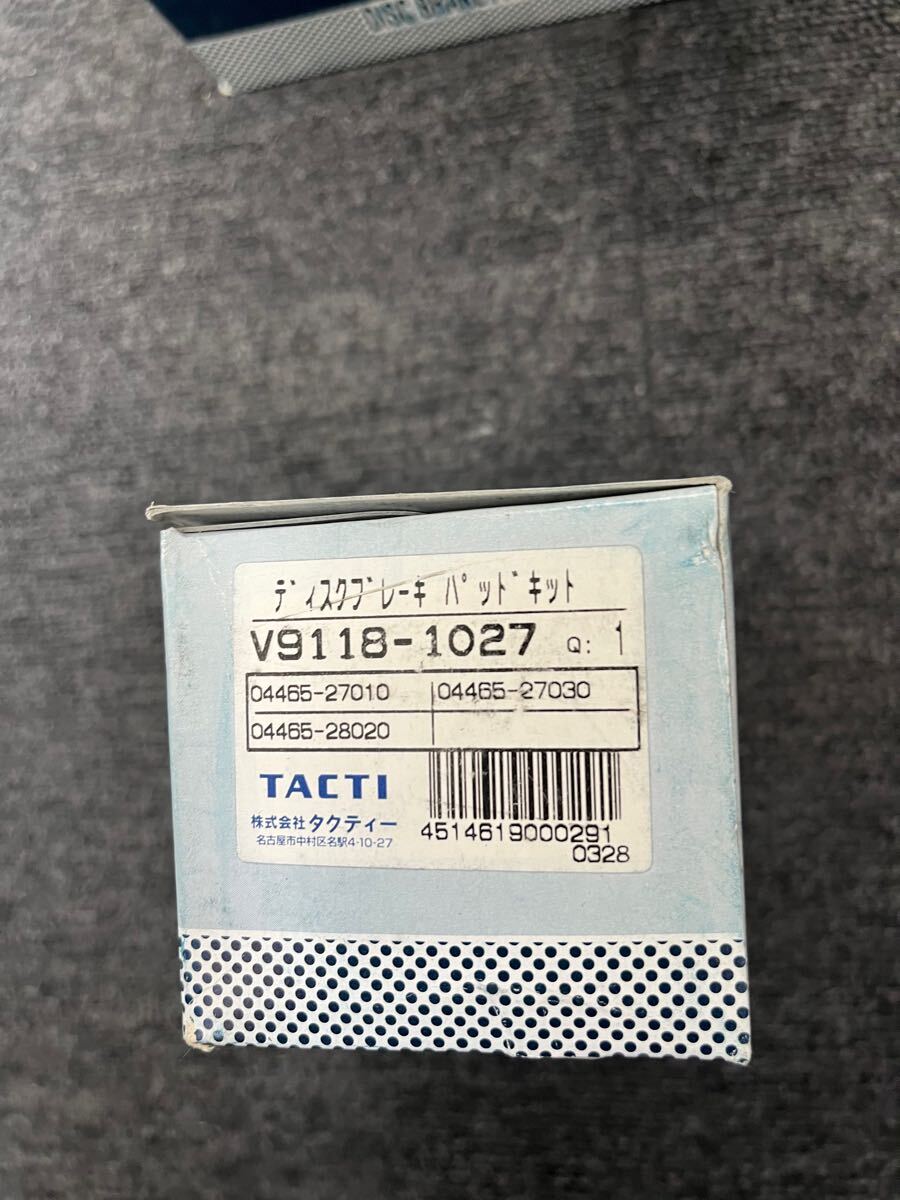 DISC
ディスクブレーキ パッドキット
V9118-1027 Q: 1
04465-27010 04465-27030
04465-28020
TACTI
株式会社タクティー
名古屋市中村区名駅4-10-27
4514619000291
0328